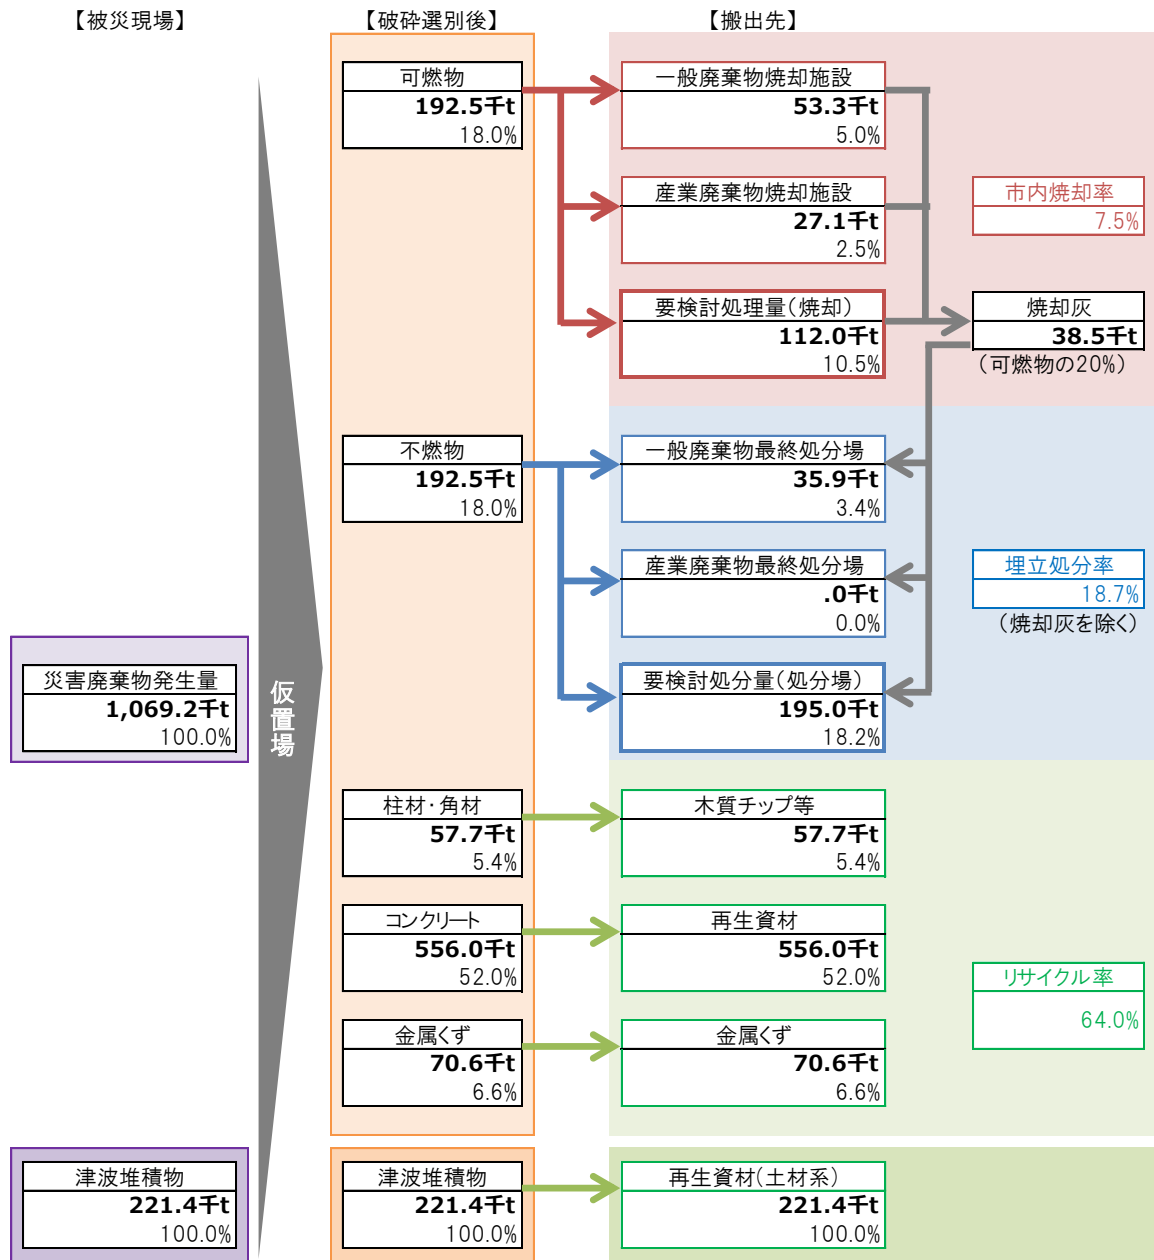 【被災現場】
【破砕選別後】
【搬出先】
可燃物
192.5千t
18.0%
一般廃棄物焼却施設
53.3千t
5.0%
産業廃棄物焼却施設
27.1千t
2.5%
市内焼却率
7.5%
要検討処理量(焼却)
112.0千t
10.5%
焼却灰
38.5千t
(可燃物の20%)
不燃物
192.5千t
18.0%
一般廃棄物最終処分場
35.9千t
3.4%
産業廃棄物最終処分場
.0千t
0.0%
埋立処分率
18.7%
(焼却灰を除く)
災害廃棄物発生量
1,069.2千t
100.0%
仮置場
要検討処分量(処分場)
195.0千t
18.2%
柱材・角材
57.7千t
5.4%
木質チップ等
57.7千t
5.4%
コンクリート
556.0千t
52.0%
再生資材
556.0千t
52.0%
リサイクル率
64.0%
金属くず
70.6千t
6.6%
金属くず
70.6千t
6.6%
津波堆積物
221.4千t
100.0%
津波堆積物
221.4千t
100.0%
再生資材(土材系)
221.4千t
100.0%